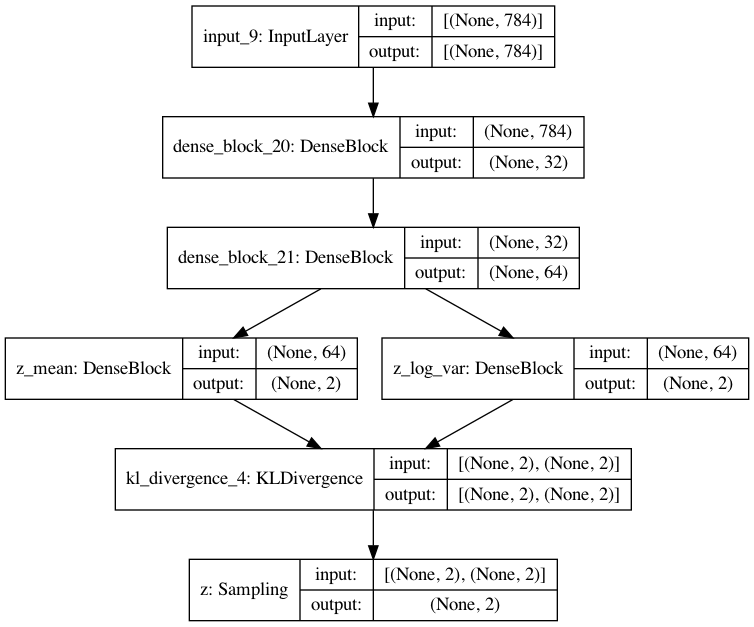 input_9: InputLayer
input:
[(None, 784)]
output:
[(None, 784)]
dense_block_20: DenseBlock
input:
(None, 784)
output:
(None, 32)
dense_block_21: DenseBlock
input:
(None, 32)
output:
(None, 64)
z_mean: DenseBlock
input:
(None, 64)
output:
(None, 2)
z_log_var: DenseBlock
input:
(None, 64)
output:
(None, 2)
kl_divergence_4: KLDivergence
input:
[(None, 2), (None, 2)]
output:
[(None, 2), (None, 2)]
z: Sampling
input:
[(None, 2), (None, 2)]
output:
(None, 2)